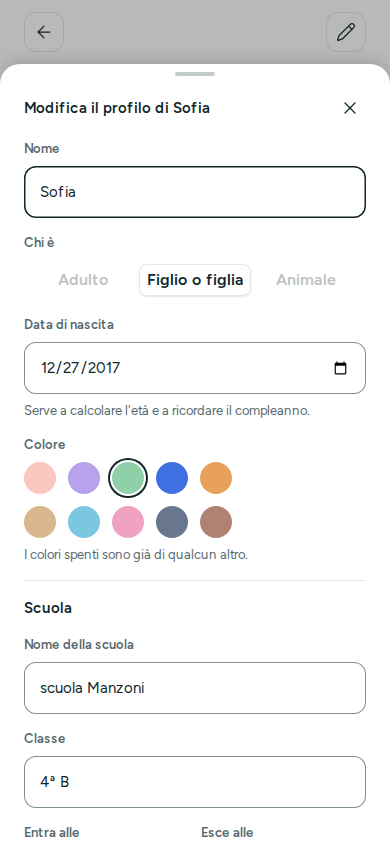 Modifica il profilo di Sofia
Nome
Sofia
Chi è
Adulto Figlio o figlia Animale
Data di nascita
12/27/2017
Serve a calcolare l'età e a ricordare il compleanno.
Colore
I colori spenti sono già di qualcun altro.
Scuola
Nome della scuola
scuola Manzoni
Classe
4ª B
Entra alle Esce alle